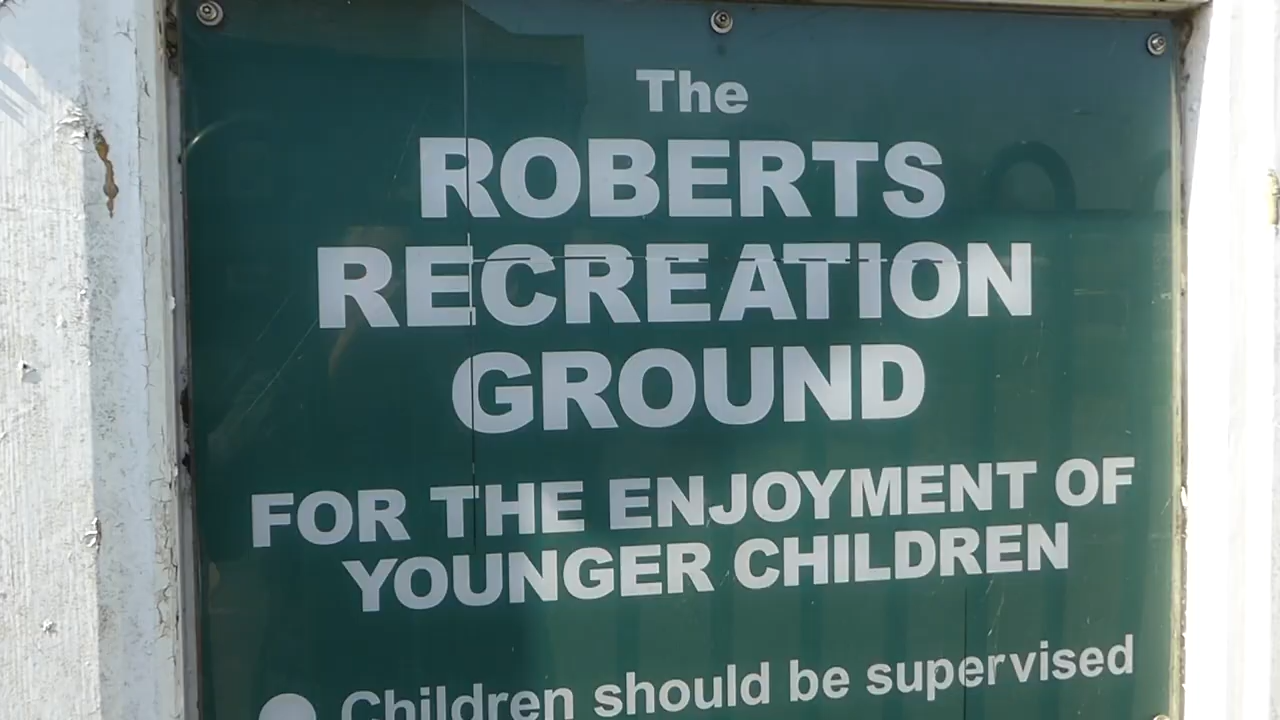 The
ROBERTS
RECREATION
GROUND
FOR THE ENJOYMENT OF
YOUNGER CHILDREN
● Children should be supervised